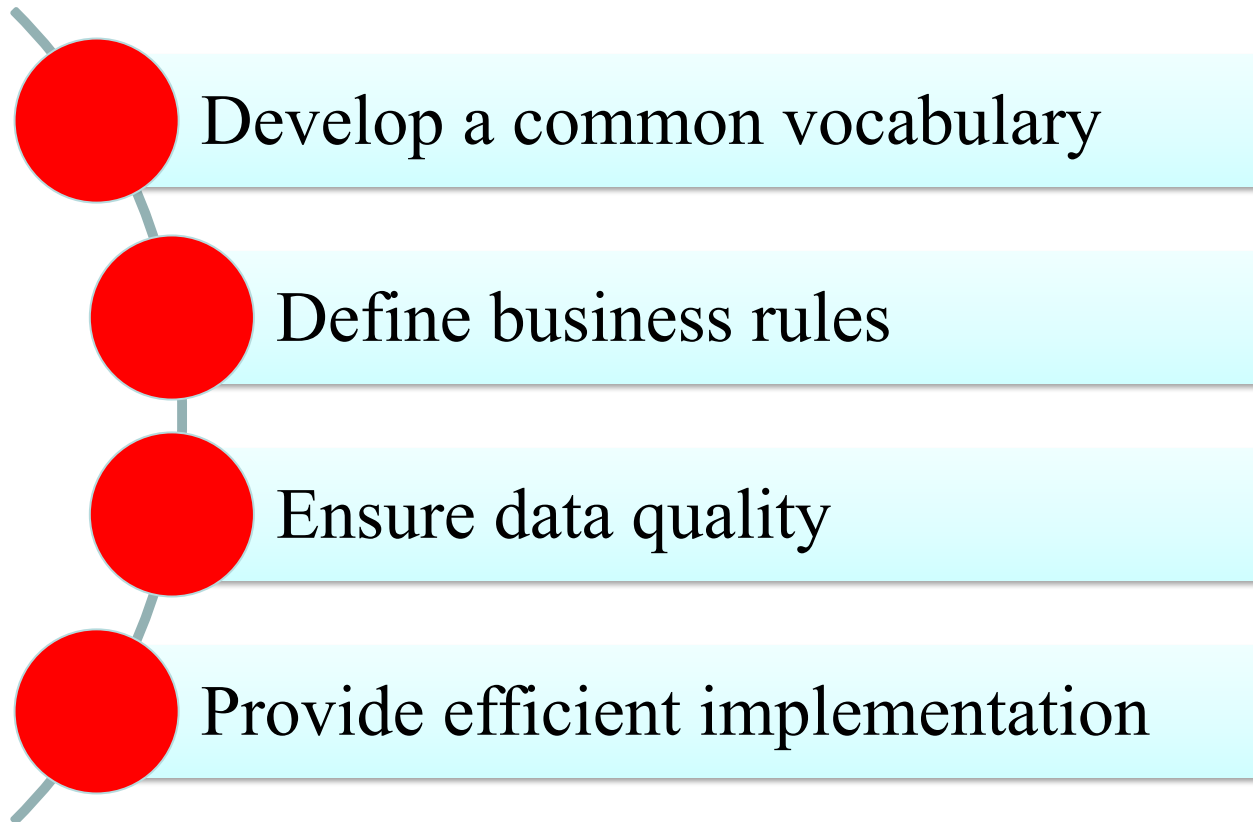 Develop a common vocabulary
Define business rules
Ensure data quality
Provide efficient implementation